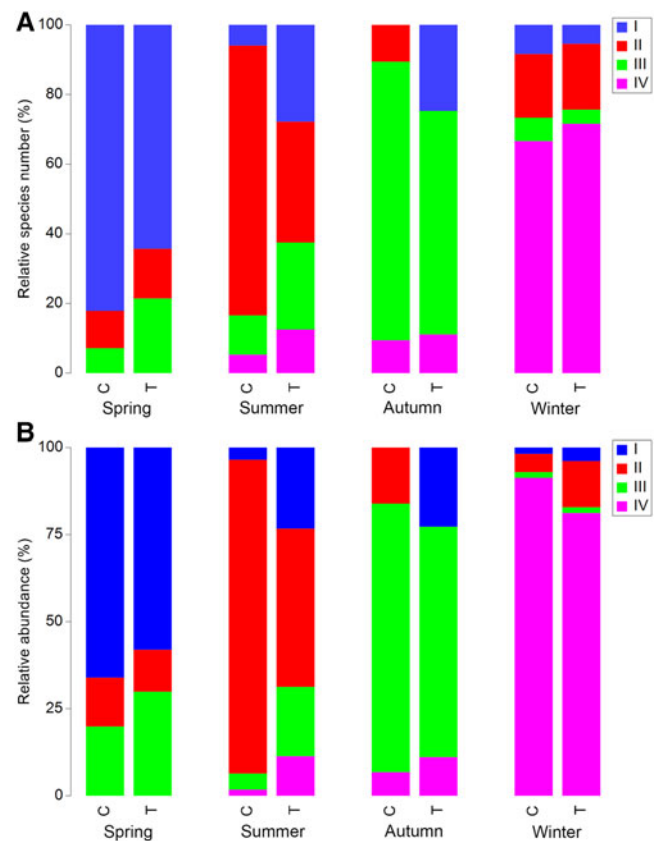 A
Relative species number (%)
100
80
60
40
20
0
I
II
III
IV
C T C T C T C T
Spring Summer Autumn Winter
B
Relative abundance (%)
100
75
50
25
0
I
II
III
IV
C T C T C T C T
Spring Summer Autumn Winter